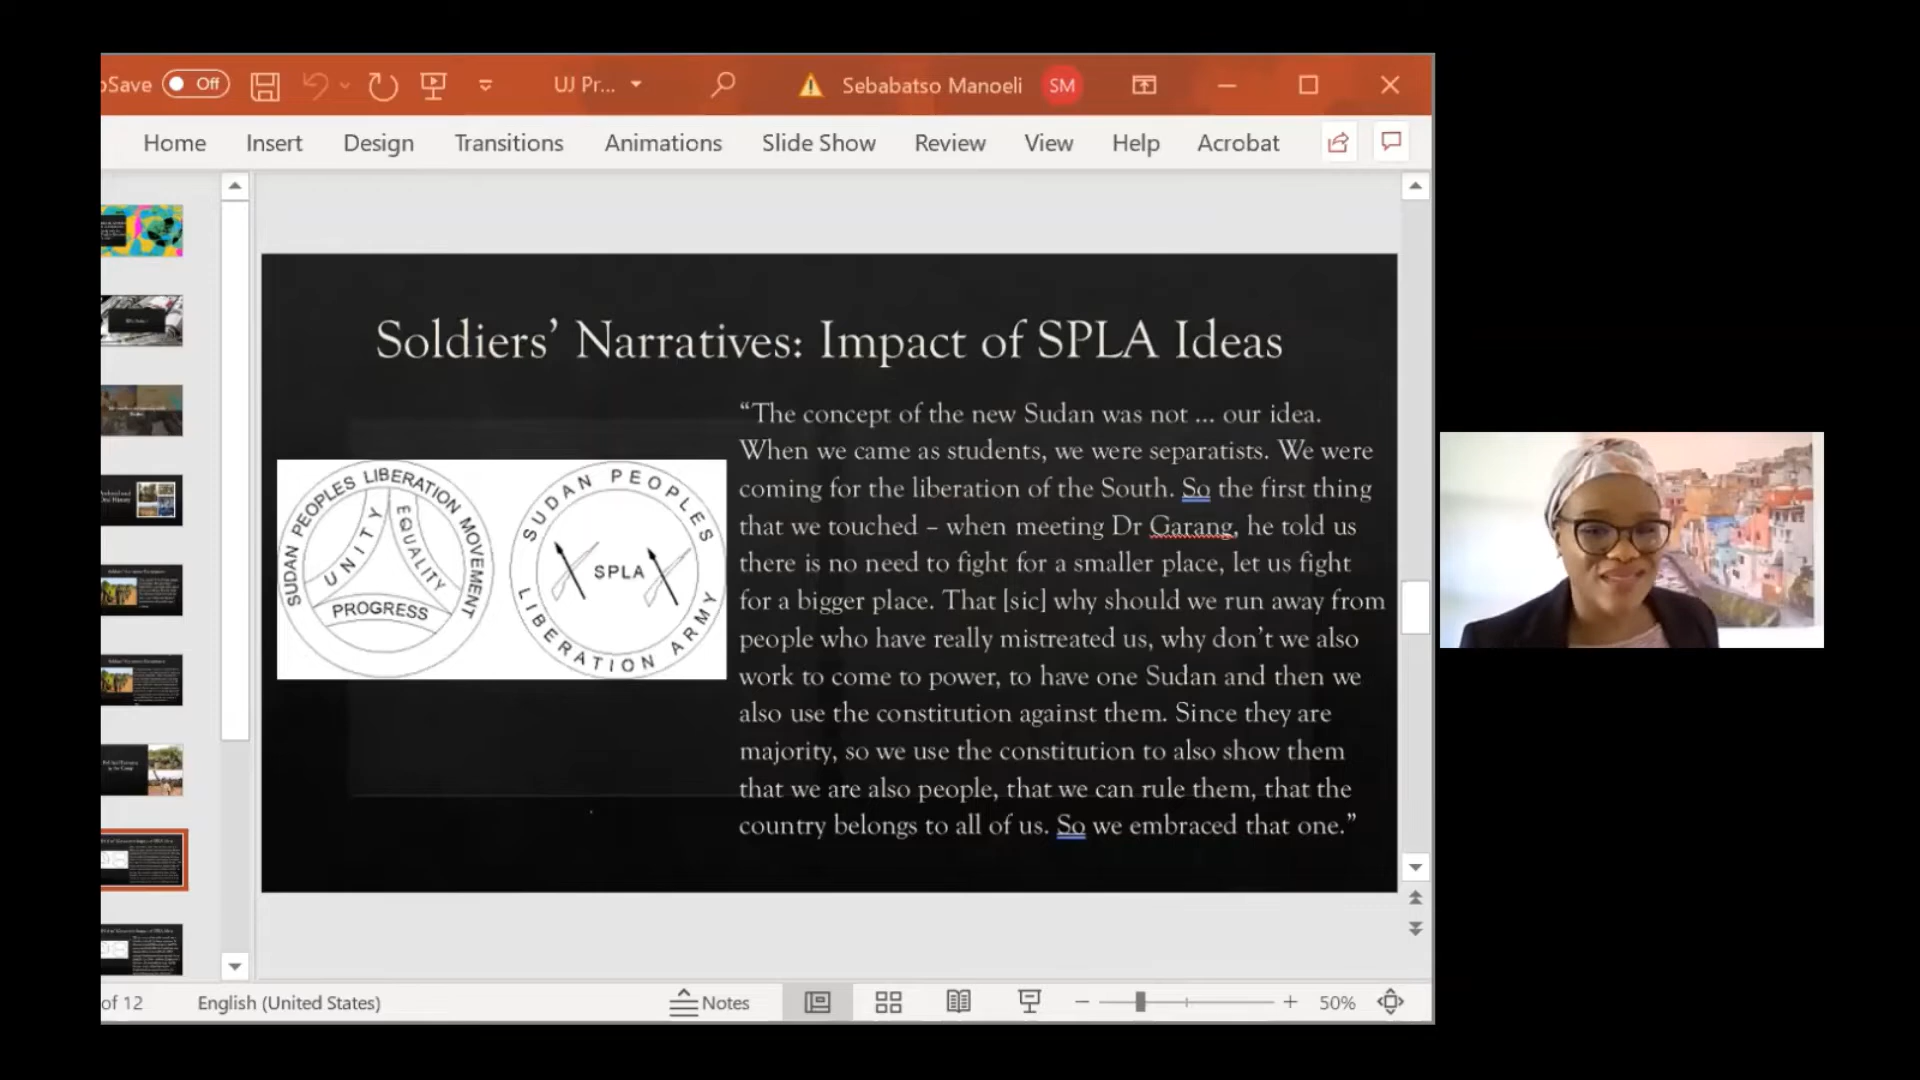 Save Off UJ Pr... Sebabatso Manoeli SM
Home Insert Design Transitions Animations Slide Show Review View Help Acrobat
Soldiers' Narratives: Impact of SPLA Ideas
SUDAN PEOPLES LIBERATION MOVEMENT
UNITY
EQUALITY
PROGRESS
SUDAN PEOPLES
SPLA
LIBERATION ARMY
“The concept of the new Sudan was not ... our idea.
When we came as students, we were separatists. We were
coming for the liberation of the South. So the first thing
that we touched – when meeting Dr Garang, he told us
there is no need to fight for a smaller place, let us fight
for a bigger place. That [sic] why should we run away from
people who have really mistreated us, why don’t we also
work to come to power, to have one Sudan and then we
also use the constitution against them. Since they are
majority, so we use the constitution to also show them
that we are also people, that we can rule them, that the
country belongs to all of us. So we embraced that one.”
of 12 English (United States) Notes 50%